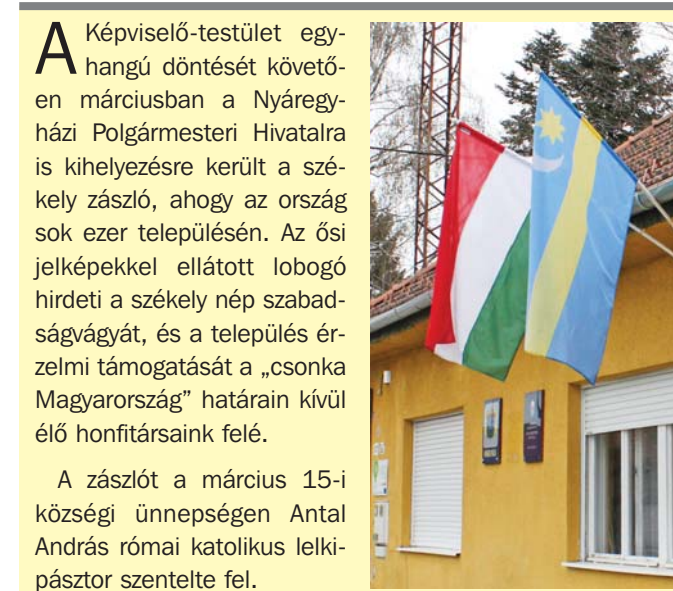 A Képviselő-testület egy-
hangú döntését követő-
en márciusban a Nyáregy-
házi Polgármesteri Hivatalra
is kihelyezésre került a szé-
kely zászló, ahogy az ország
sok ezer településén. Az ősi
jelképekkel ellátott lobogó
hirdeti a székely nép szabad-
ságvágyát, és a település ér-
zelmi támogatását a „csonka
Magyarország” határain kívül
élő honfitársaink felé.
A zászlót a március 15-i
községi ünnepségen Antal
András római katolikus lelki-
pásztor szentelte fel.